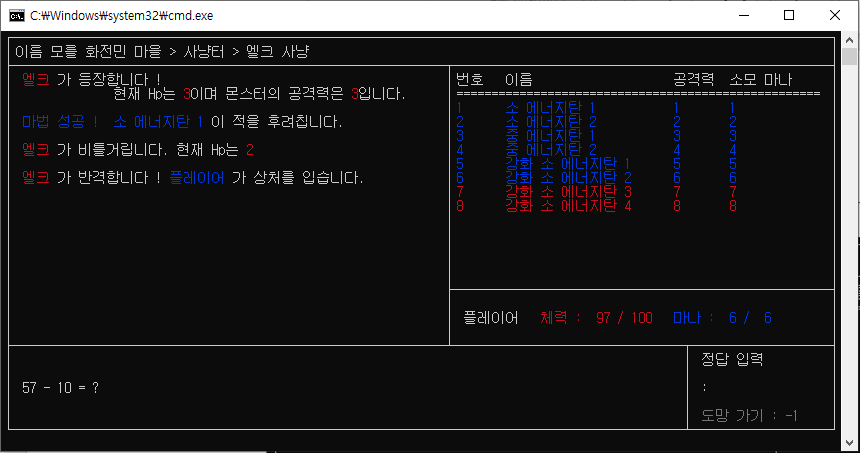 C:₩Windows₩system32₩cmd.exe
이름 모를 화전민 마을 > 사냥터 > 엘크 사냥
엘크 가 등장합니다 !
현재 Hp는 3이며 몬스터의 공격력은 3입니다.
마법 성공 ! 소 에너지탄 1 이 적을 후려칩니다.
엘크 가 비틀거립니다. 현재 Hp는 2
엘크 가 반격합니다 ! 플레이어 가 상처를 입습니다.
번호 이름 공격력 소모 마나
====================================================
1 소 에너지탄 1 1 1
2 소 에너지탄 2 2 2
3 중 에너지탄 1 3 3
4 중 에너지탄 2 4 4
5 강화 소 에너지탄 1 5 5
6 강화 소 에너지탄 2 6 6
7 강화 소 에너지탄 3 7 7
8 강화 소 에너지탄 4 8 8
플레이어 체력 : 97 / 100 마나 : 6 / 6
57 - 10 = ?
정답 입력
:
도망 가기 : -1